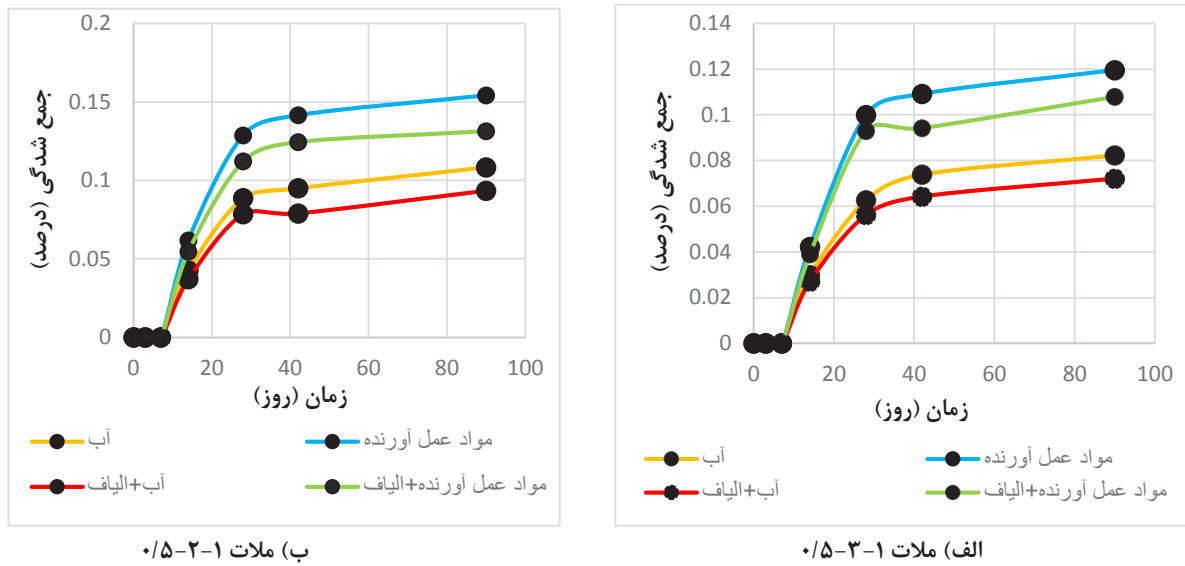 0.14
0.12
0.1
0.08
0.06
0.04
0.02
0
جمع شدگی (درصد)
0 20 40 60 80 100
زمان (روز)
مواد عمل آورنده
آب
مواد عمل آورنده+الیاف
آب+الیاف
الف) ملات ۱-۳-۰/۵
0.2
0.15
0.1
0.05
0
جمع شدگی (درصد)
0 20 40 60 80 100
زمان (روز)
مواد عمل آورنده
آب
مواد عمل آورنده+الیاف
آب+الیاف
ب) ملات ۱-۲-۰/۵